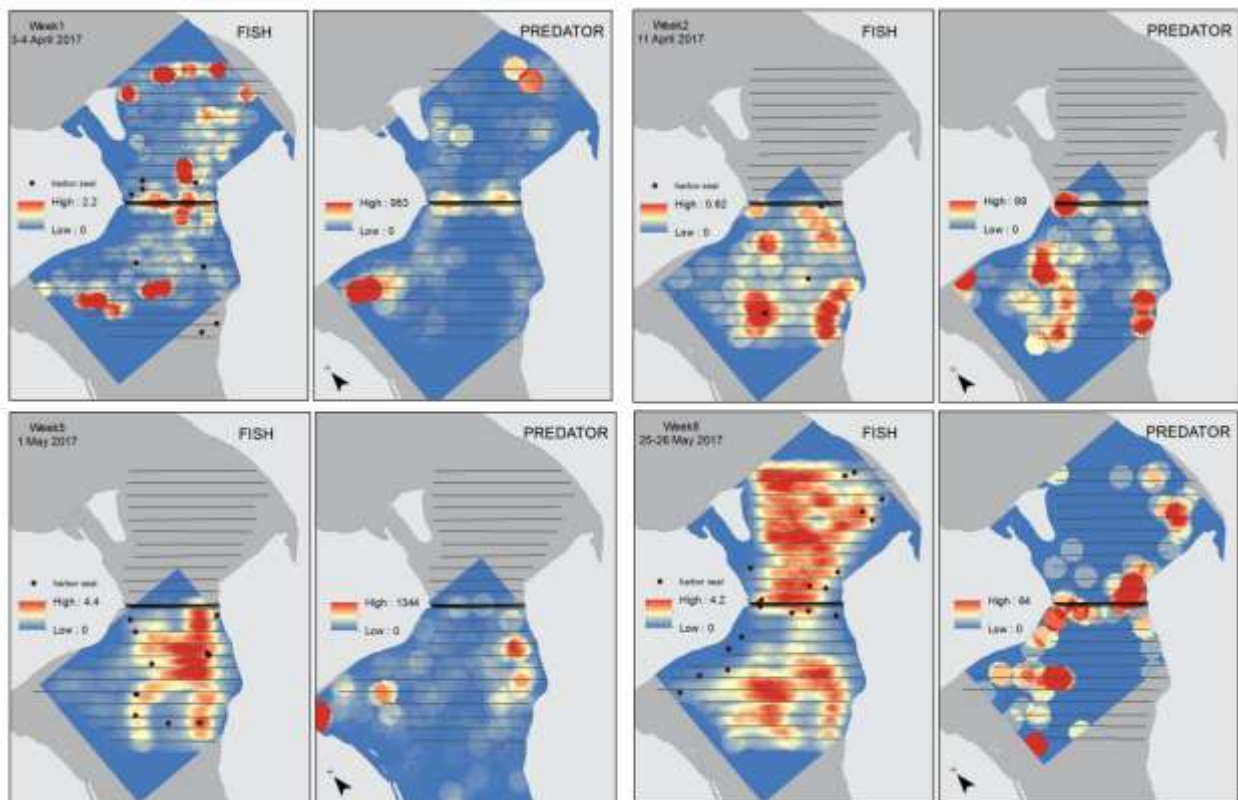 Week1
3-4 April 2017
FISH
harbor seal
High : 2.2
Low : 0
PREDATOR
High : 983
Low : 0
Week2
11 April 2017
FISH
harbor seal
High : 0.82
Low : 0
PREDATOR
High : 99
Low : 0
Week5
1 May 2017
FISH
harbor seal
High : 4.4
Low : 0
PREDATOR
High : 1344
Low : 0
25-26 May 2017
FISH
harbor seal
High : 4.2
Low : 0
PREDATOR
High : 64
Low : 0